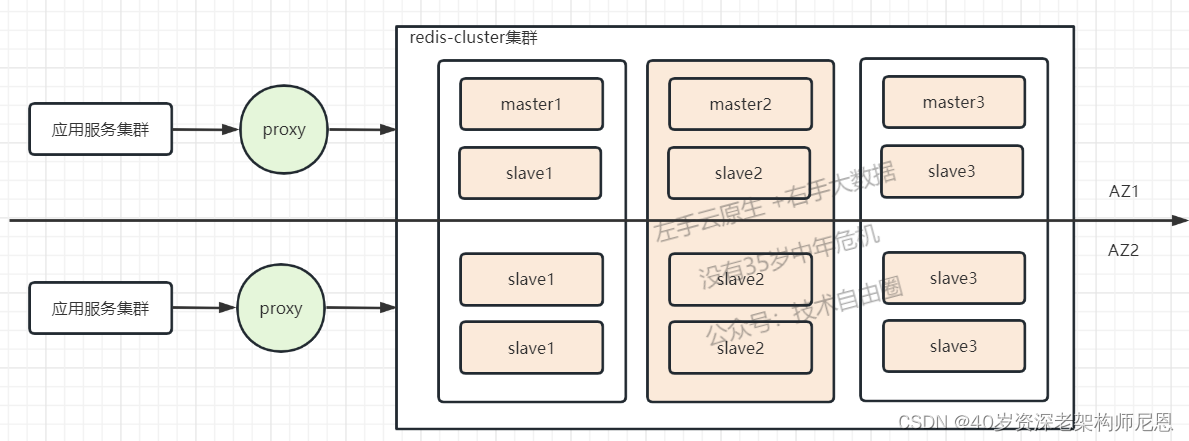 redis-cluster集群
master1
master2
master3
应用服务集群
proxy
slave1
slave2
slave3
AZ1
左手云原生 +右手大数据
AZ2
没有35岁中年危机
slave1
slave2
slave3
应用服务集群
proxy
公众号：技术自由圈
slave1
slave2
slave3
CSDN @40岁资深老架构师尼恩